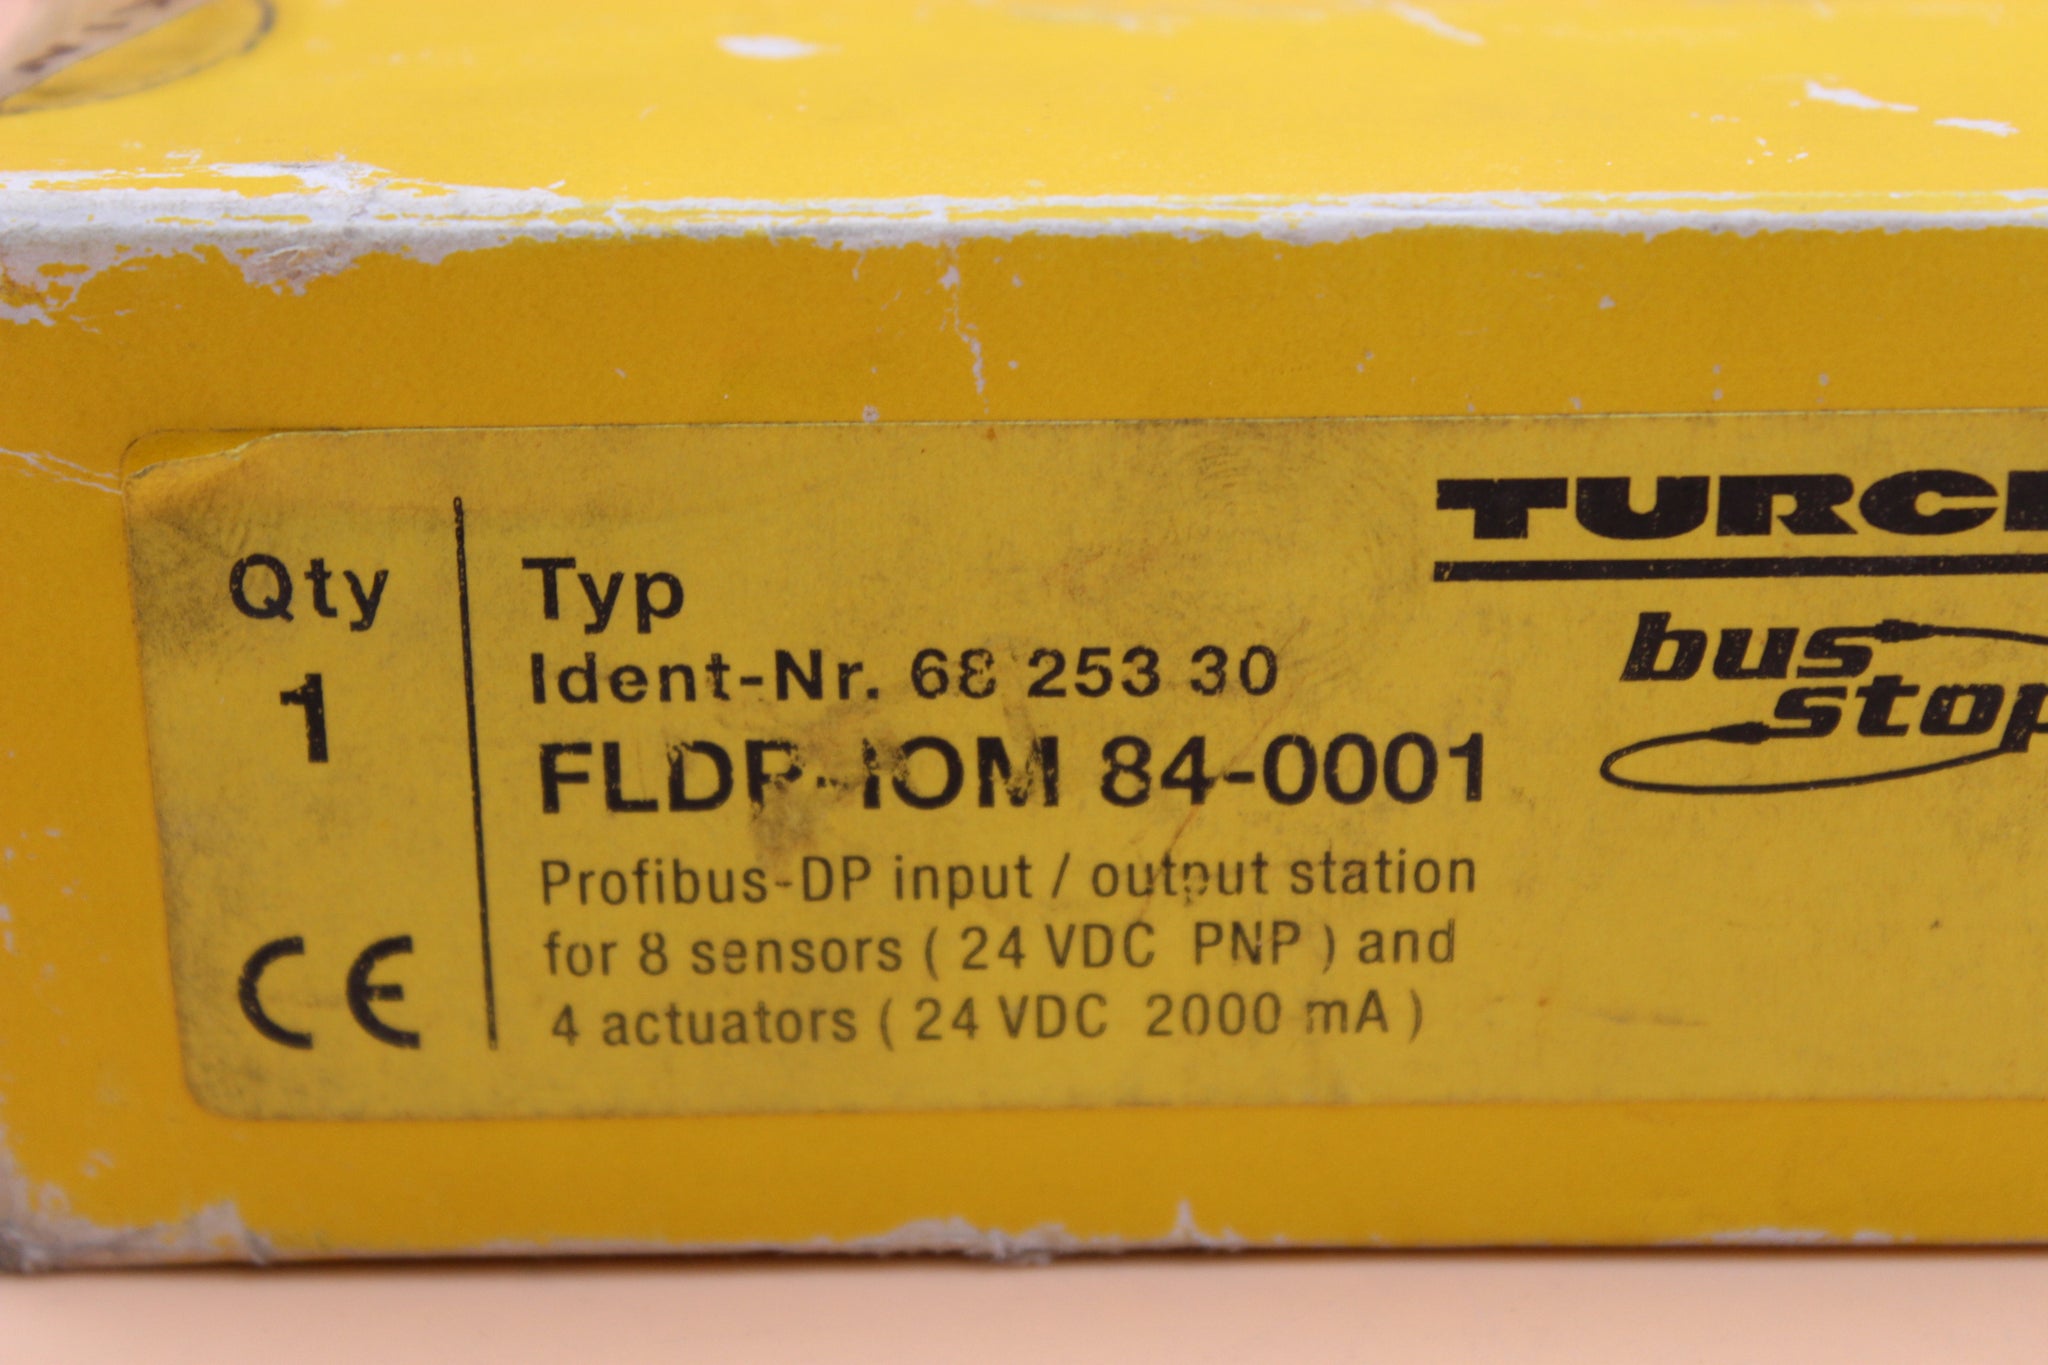 TURCK
bus
stop
Qty
Typ
Ident-Nr. 68 253 30
1
FLDP-IOM 84-0001
Profibus-DP input / output station
for 8 sensors ( 24 VDC PNP ) and
4 actuators ( 24 VDC 2000 mA )
CE